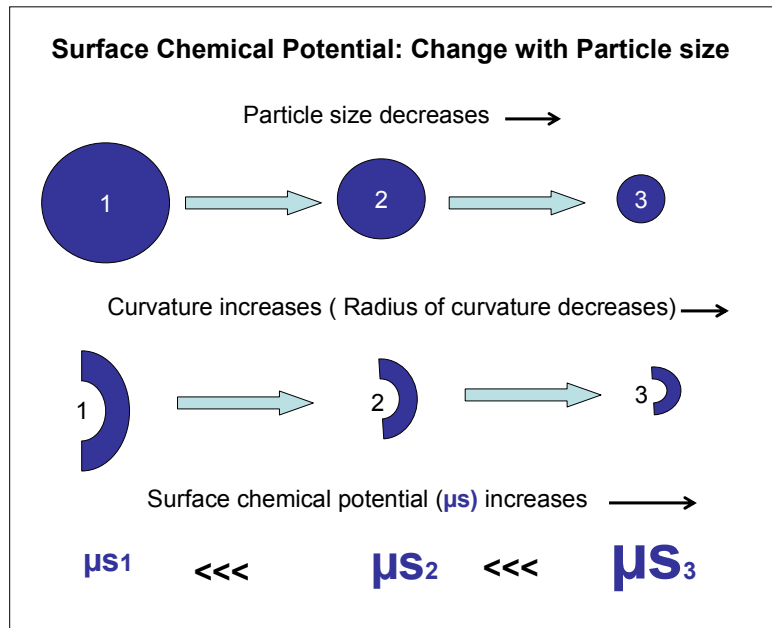 Surface Chemical Potential: Change with Particle size
Particle size decreases
1 2 3
Curvature increases ( Radius of curvature decreases)
1 2 3
Surface chemical potential (µs) increases
µs1 <<< µs2 <<< µs3